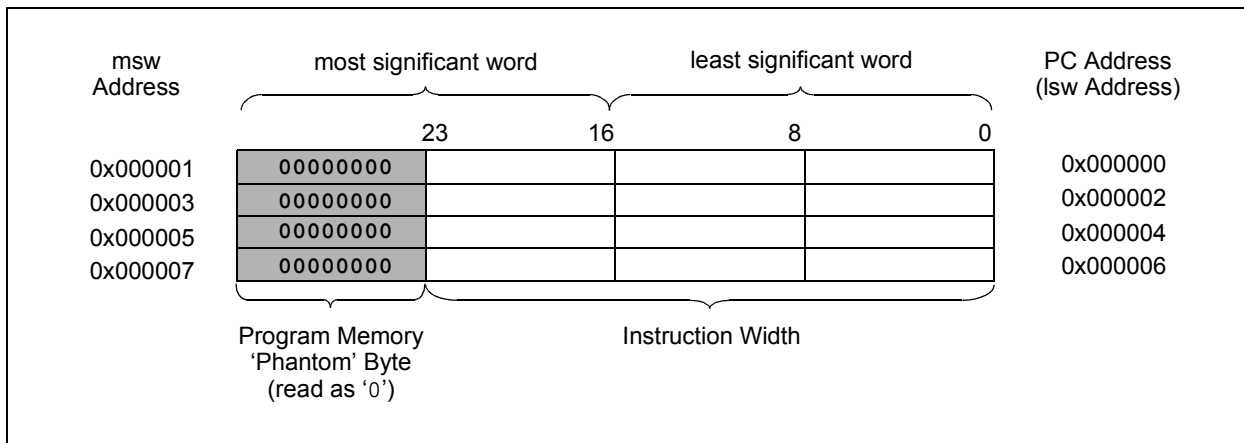 msw
Address
most significant word
least significant word
PC Address
(lsw Address)
23 16 8 0
0x000001 00000000 0x000000
0x000003 00000000 0x000002
0x000005 00000000 0x000004
0x000007 00000000 0x000006
Program Memory
‘Phantom’ Byte
(read as ‘0’)
Instruction Width